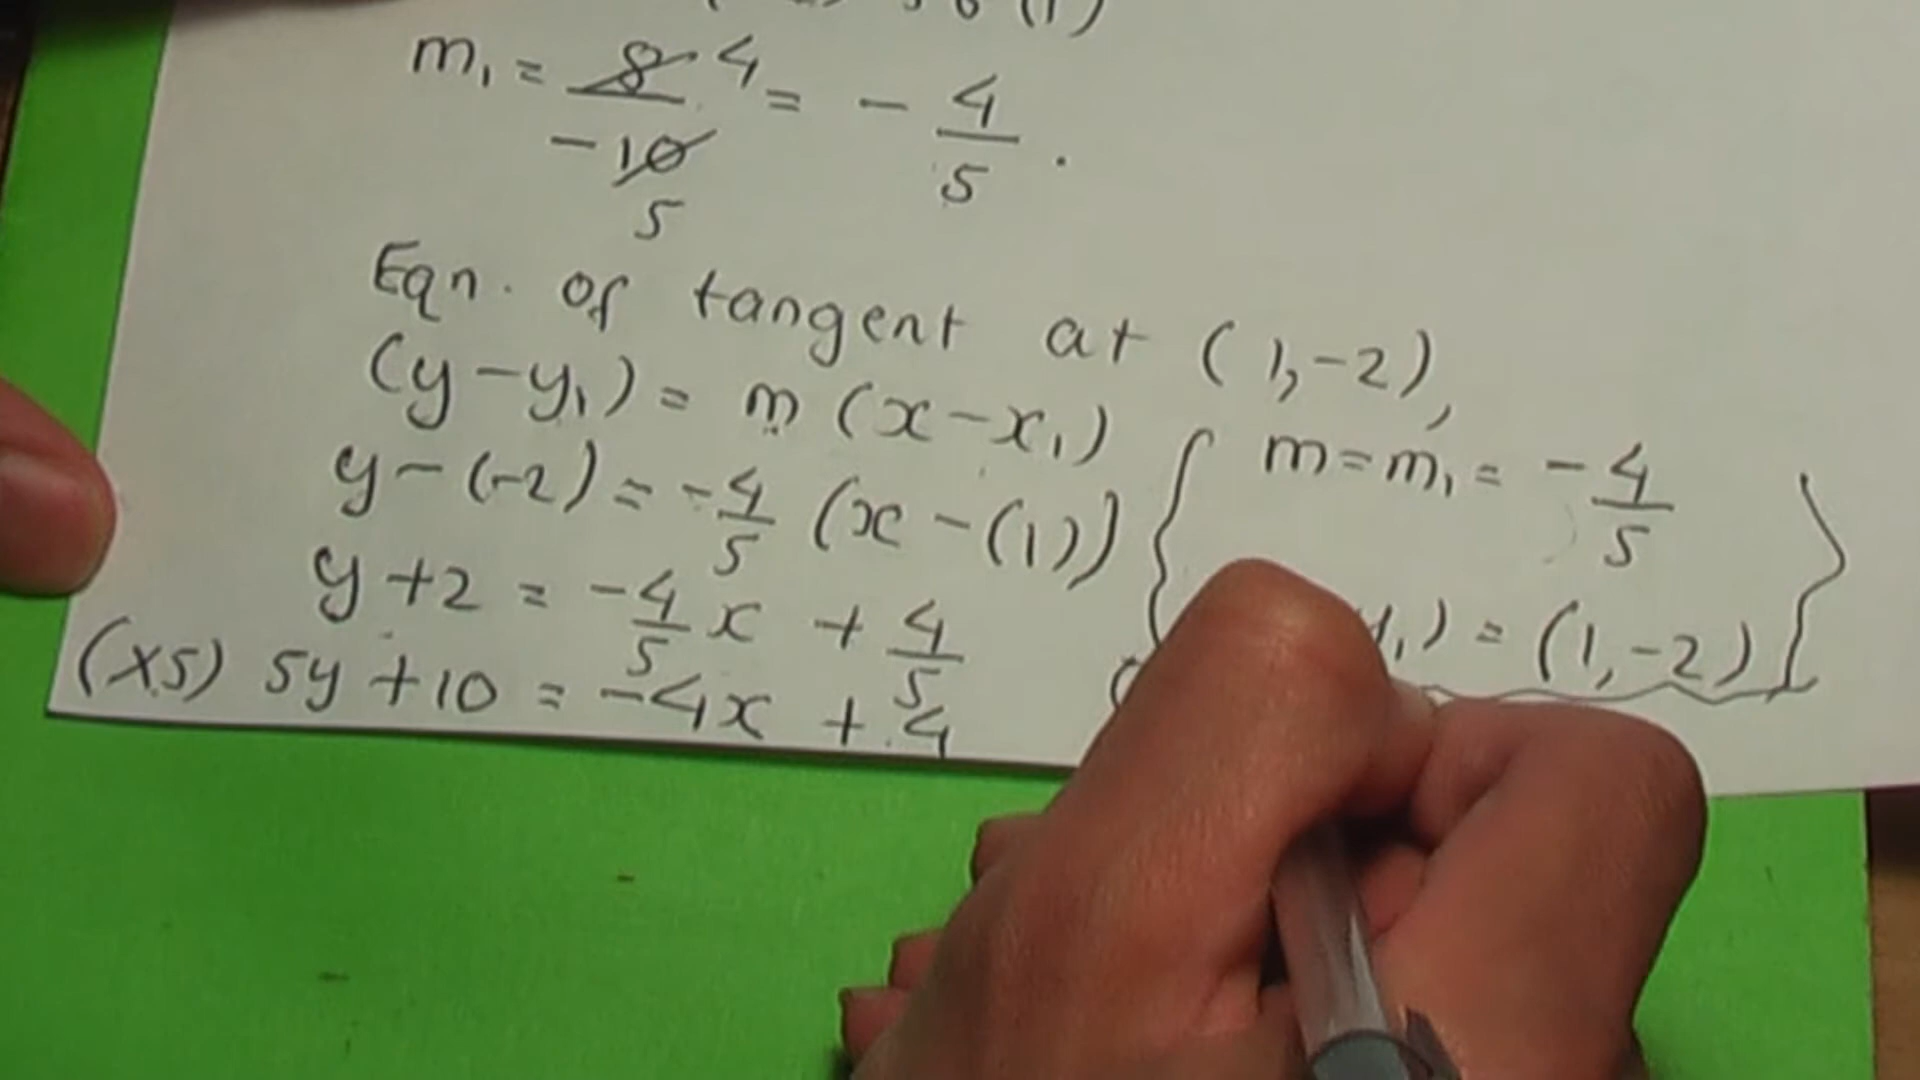 m₁ = 8 4 / -10 5 = - 4/5 .
Eqn. of tangent at (1,-2),
(y-y₁) = m (x-x₁)
y-(-2) = -4/5 (x-(1))
y+2 = -4/5 x + 4/5
(x5) 5y+10 = -4x + 4
{ m=m₁ = -4/5
y₁) = (1,-2) }